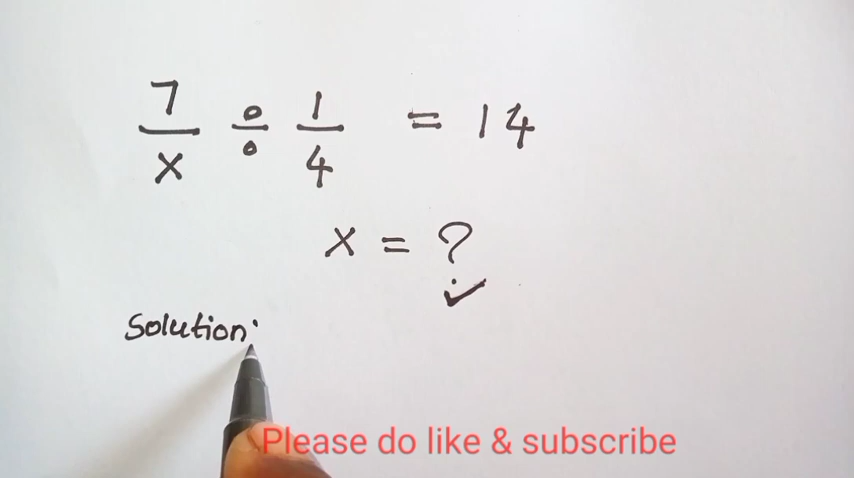 7/x ÷ 1/4 = 14
x = ?
Solution:
Please do like & subscribe